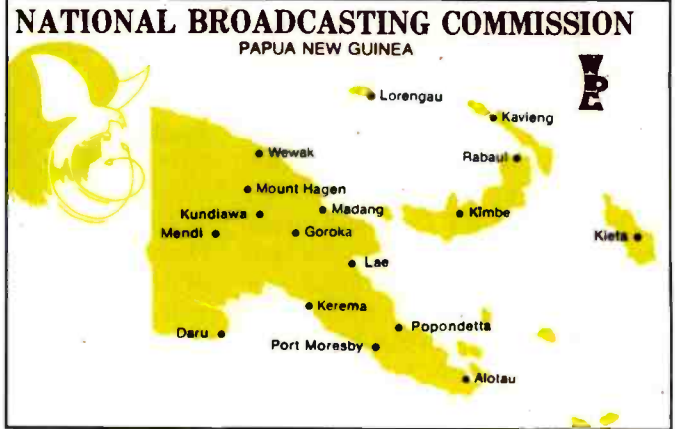 NATIONAL BROADCASTING COMMISSION
PAPUA NEW GUINEA
Lorengau
Kavieng
Wewak
Rabaul
Mount Hagen
Madang
Kundiawa
Kimbe
Mendi
Goroka
Kieta
Lae
Kerema
Popondetta
Daru
Port Moresby
Alotau